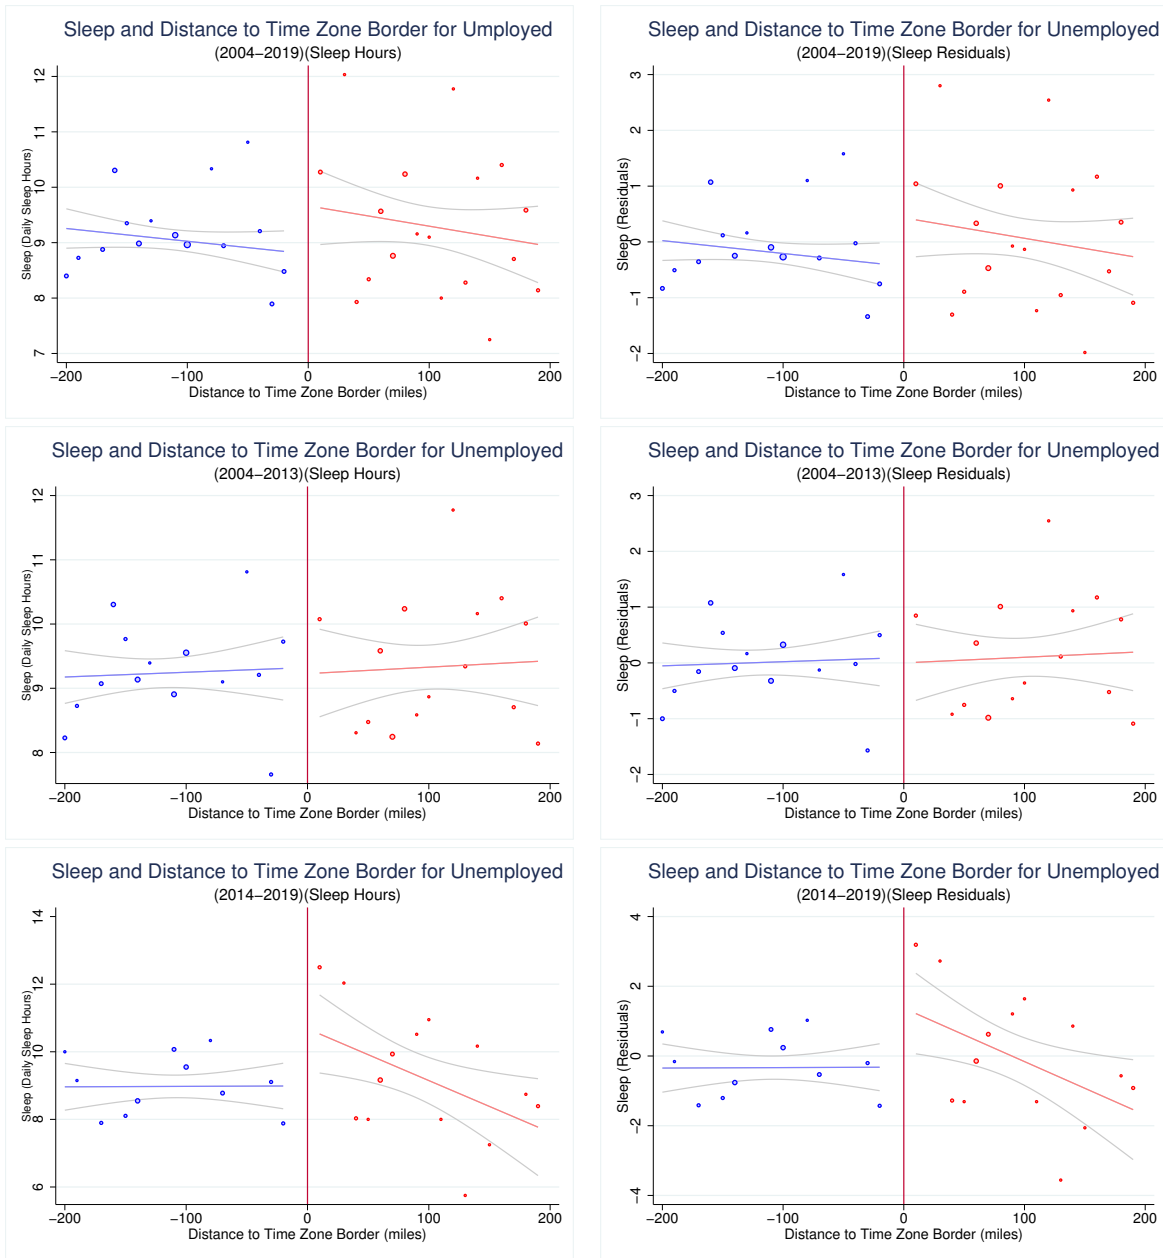 Sleep and Distance to Time Zone Border for Umployed
(2004−2019)(Sleep Hours)
Sleep (Daily Sleep Hours)
12
11
10
9
8
7
−200
−100
0
100
200
Distance to Time Zone Border (miles)
Sleep and Distance to Time Zone Border for Unemployed
(2004−2019)(Sleep Residuals)
Sleep (Residuals)
3
2
1
0
−1
−2
−200
−100
0
100
200
Distance to Time Zone Border (miles)
Sleep and Distance to Time Zone Border for Unemployed
(2004−2013)(Sleep Hours)
Sleep (Daily Sleep Hours)
12
11
10
9
8
−200
−100
0
100
200
Distance to Time Zone Border (miles)
Sleep and Distance to Time Zone Border for Unemployed
(2004−2013)(Sleep Residuals)
Sleep (Residuals)
3
2
1
0
−1
−2
−200
−100
0
100
200
Distance to Time Zone Border (miles)
Sleep and Distance to Time Zone Border for Unemployed
(2014−2019)(Sleep Hours)
Sleep (Daily Sleep Hours)
14
12
10
8
6
−200
−100
0
100
200
Distance to Time Zone Border (miles)
Sleep and Distance to Time Zone Border for Unemployed
(2014−2019)(Sleep Residuals)
Sleep (Residuals)
4
2
0
−2
−4
−200
−100
0
100
200
Distance to Time Zone Border (miles)